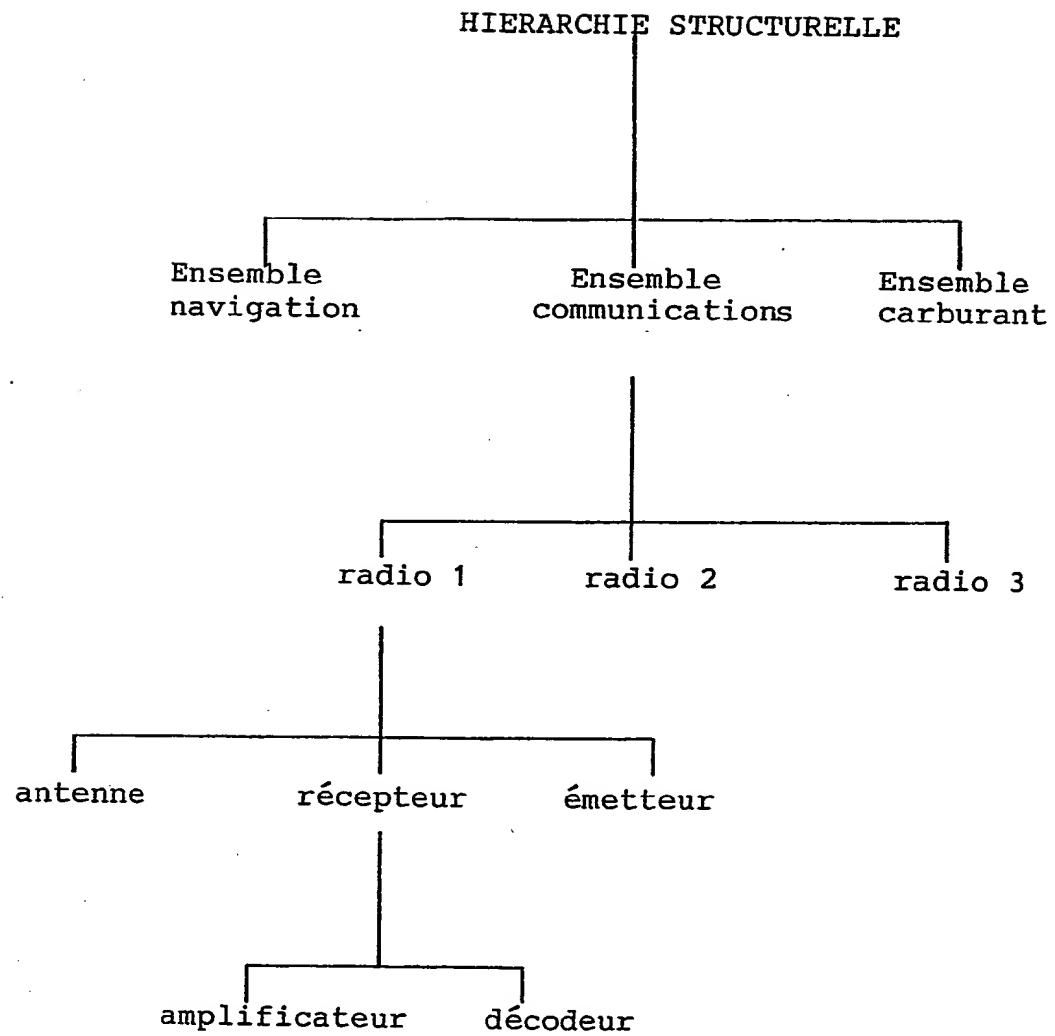 HIERARCHIE STRUCTURELLE
Ensemble
navigation
Ensemble
communications
Ensemble
carburant
radio 1
radio 2
radio 3
antenne
récepteur
émetteur
amplificateur
décodeur